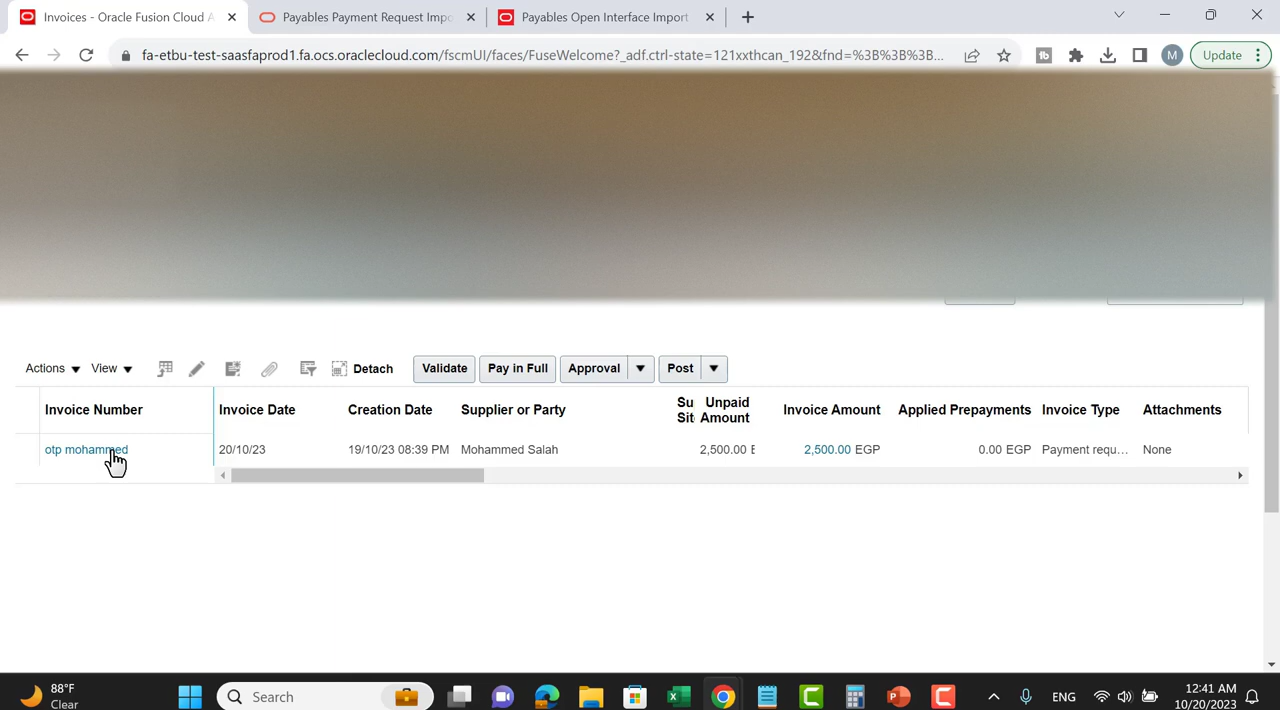 Invoices - Oracle Fusion Cloud A
Payables Payment Request Impo
Payables Open Interface Import
fa-etbu-test-saasfaprod1.fa.ocs.oraclecloud.com/fscmUI/faces/FuseWelcome?_adf.ctrl-state=121xxthcan_192&fnd=%3B%3B%3B...
M
Update
Actions View Detach Validate Pay in Full Approval Post
Invoice Number Invoice Date Creation Date Supplier or Party Su Sit Unpaid Amount Invoice Amount Applied Prepayments Invoice Type Attachments
otp mohammed 20/10/23 19/10/23 08:39 PM Mohammed Salah 2,500.00 E 2,500.00 EGP 0.00 EGP Payment requ... None
88°F
Clear
Search
ENG
12:41 AM
10/20/2023